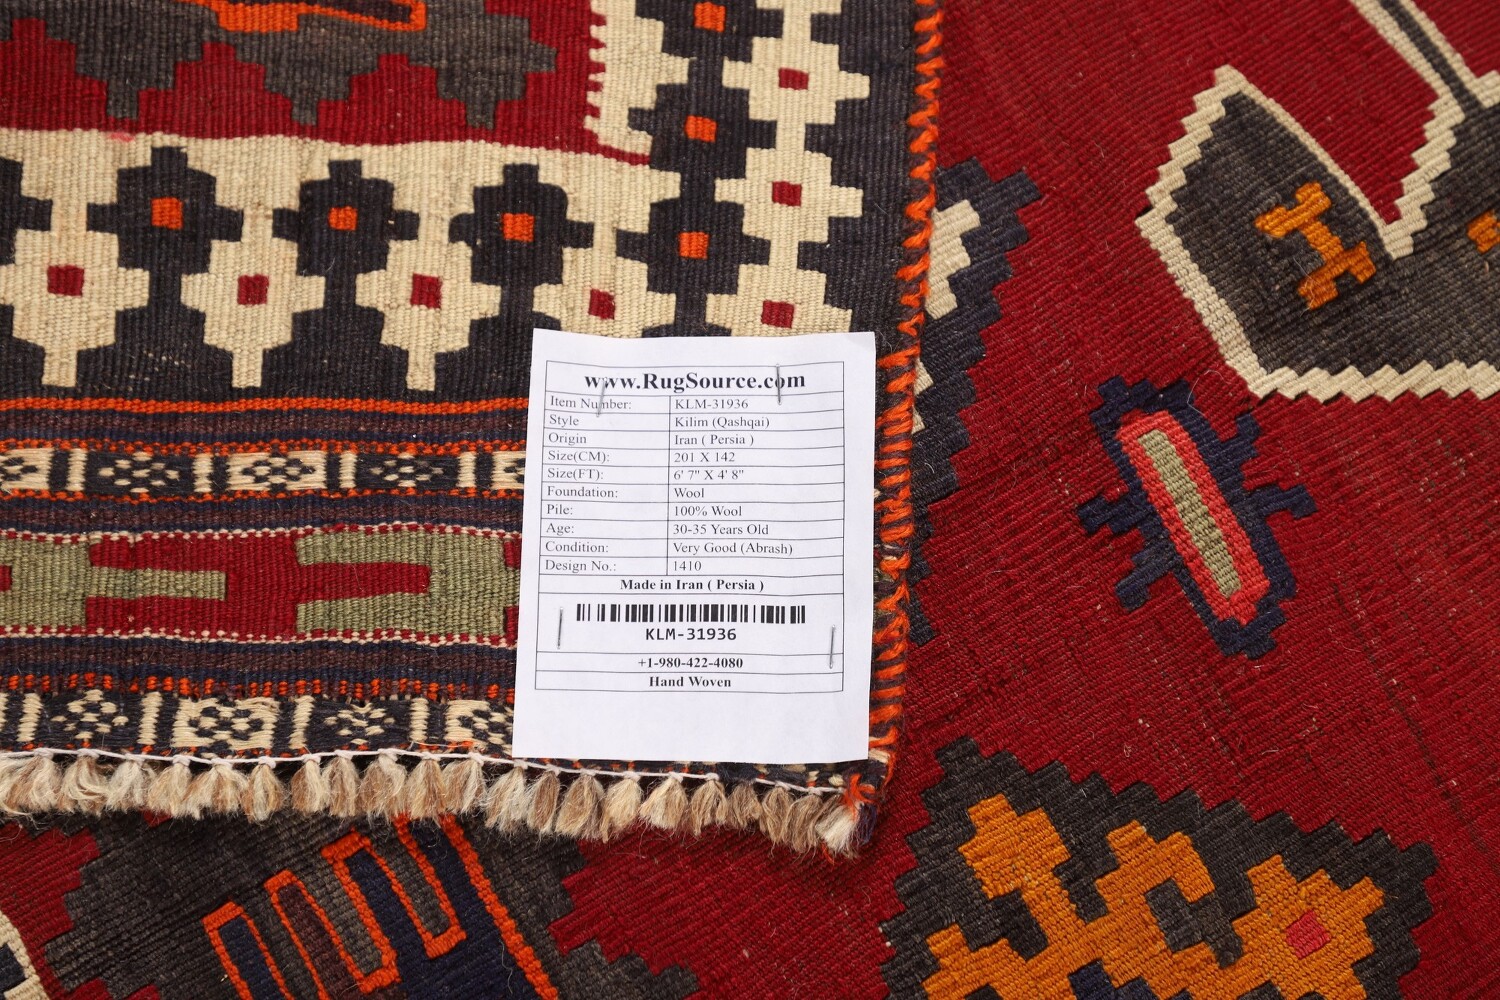 www.RugSource.com
Item Number: KLM-31936
Style Kilim (Qashqai)
Origin Iran ( Persia )
Size(CM): 201 X 142
Size(FT): 6' 7" X 4' 8"
Foundation: Wool
Pile: 100% Wool
Age: 30-35 Years Old
Condition: Very Good (Abrash)
Design No.: 1410
Made in Iran ( Persia )
KLM-31936
+1-980-422-4080
Hand Woven